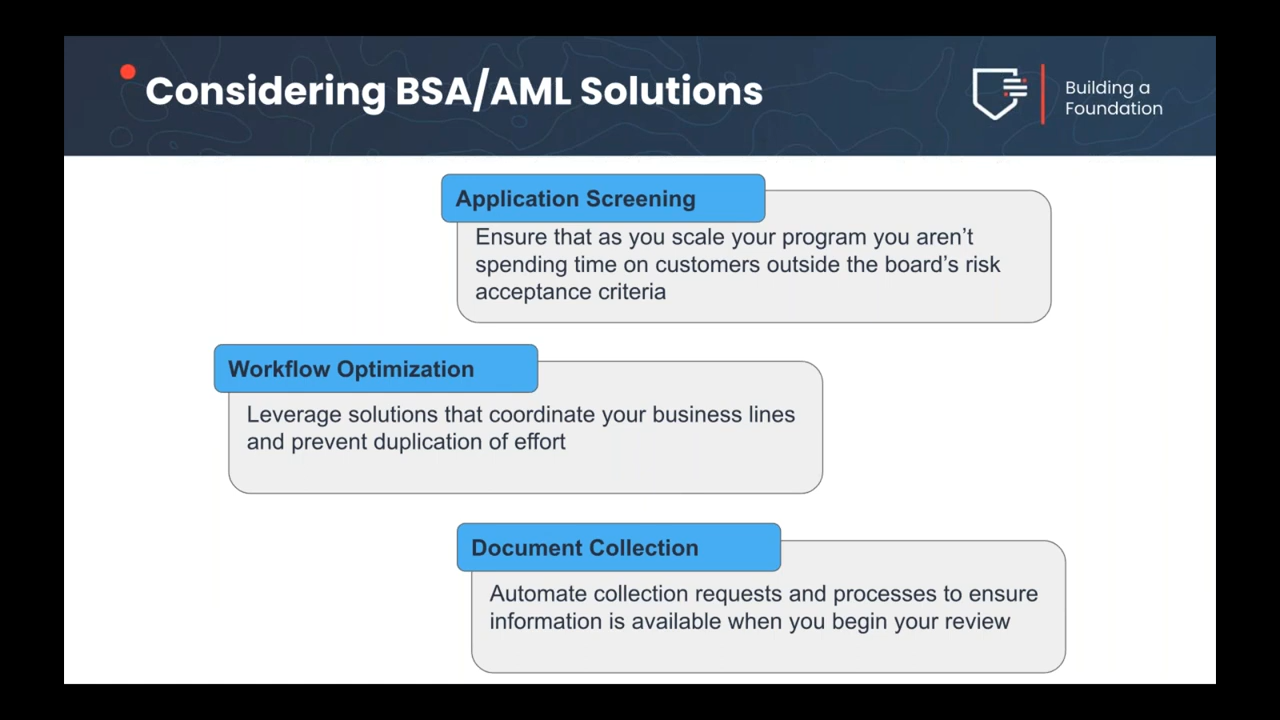 Considering BSA/AML Solutions
Building a
Foundation
Application Screening
Ensure that as you scale your program you aren’t
spending time on customers outside the board’s risk
acceptance criteria
Workflow Optimization
Leverage solutions that coordinate your business lines
and prevent duplication of effort
Document Collection
Automate collection requests and processes to ensure
information is available when you begin your review